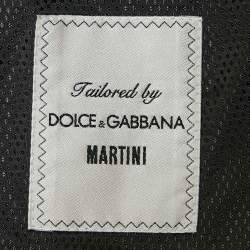 Tailored by
DOLCE & GABBANA
MARTINI